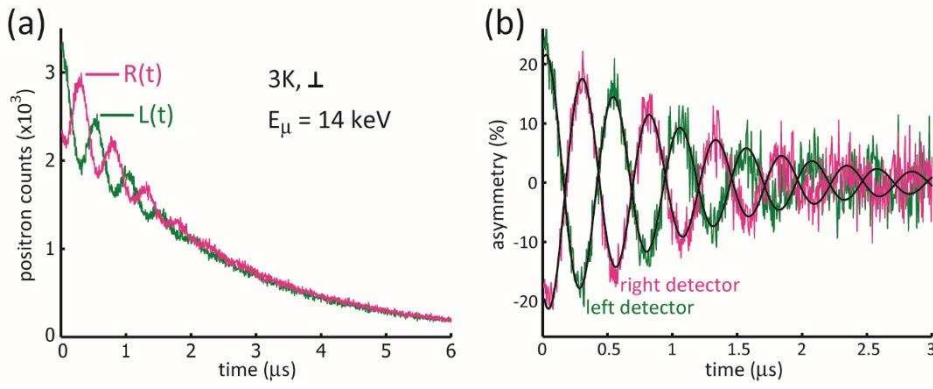 (a)
positron counts (x10³)
3
2
1
0
R(t)
L(t)
3K, ⊥
Eμ = 14 keV
0 1 2 3 4 5 6
time (μs)
(b)
asymmetry (%)
20
10
0
-10
-20
right detector
left detector
0 0.5 1 1.5 2 2.5 3
time (μs)